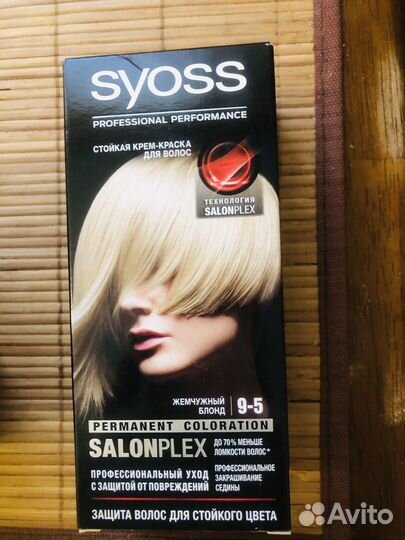 syoss
PROFESSIONAL PERFORMANCE
СТОЙКАЯ КРЕМ-КРАСКА
ДЛЯ ВОЛОС
ТЕХНОЛОГИЯ
SALONPLEX
ЖЕМЧУЖНЫЙ
БЛОНД
9-5
PERMANENT COLORATION
SALONPLEX
ДО 70% МЕНЬШЕ
ЛОМКОСТИ ВОЛОС*
ПРОФЕССИОНАЛЬНЫЙ УХОД
С ЗАЩИТОЙ ОТ ПОВРЕЖДЕНИЙ
ПРОФЕССИОНАЛЬНОЕ
ЗАКРАШИВАНИЕ
СЕДИНЫ
ЗАЩИТА ВОЛОС ДЛЯ СТОЙКОГО ЦВЕТА
Avito